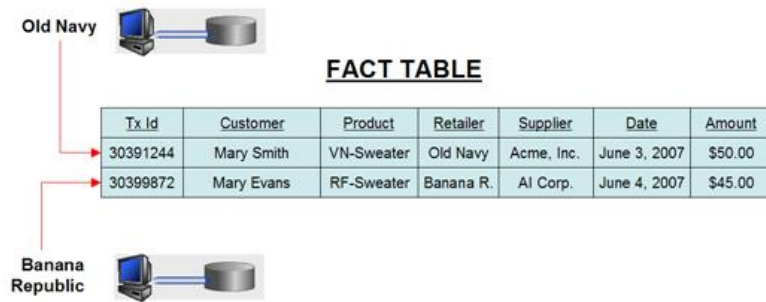 Old Navy
FACT TABLE
Tx Id Customer Product Retailer Supplier Date Amount
30391244 Mary Smith VN-Sweater Old Navy Acme, Inc. June 3, 2007 $50.00
30399872 Mary Evans RF-Sweater Banana R. AI Corp. June 4, 2007 $45.00
Banana
Republic